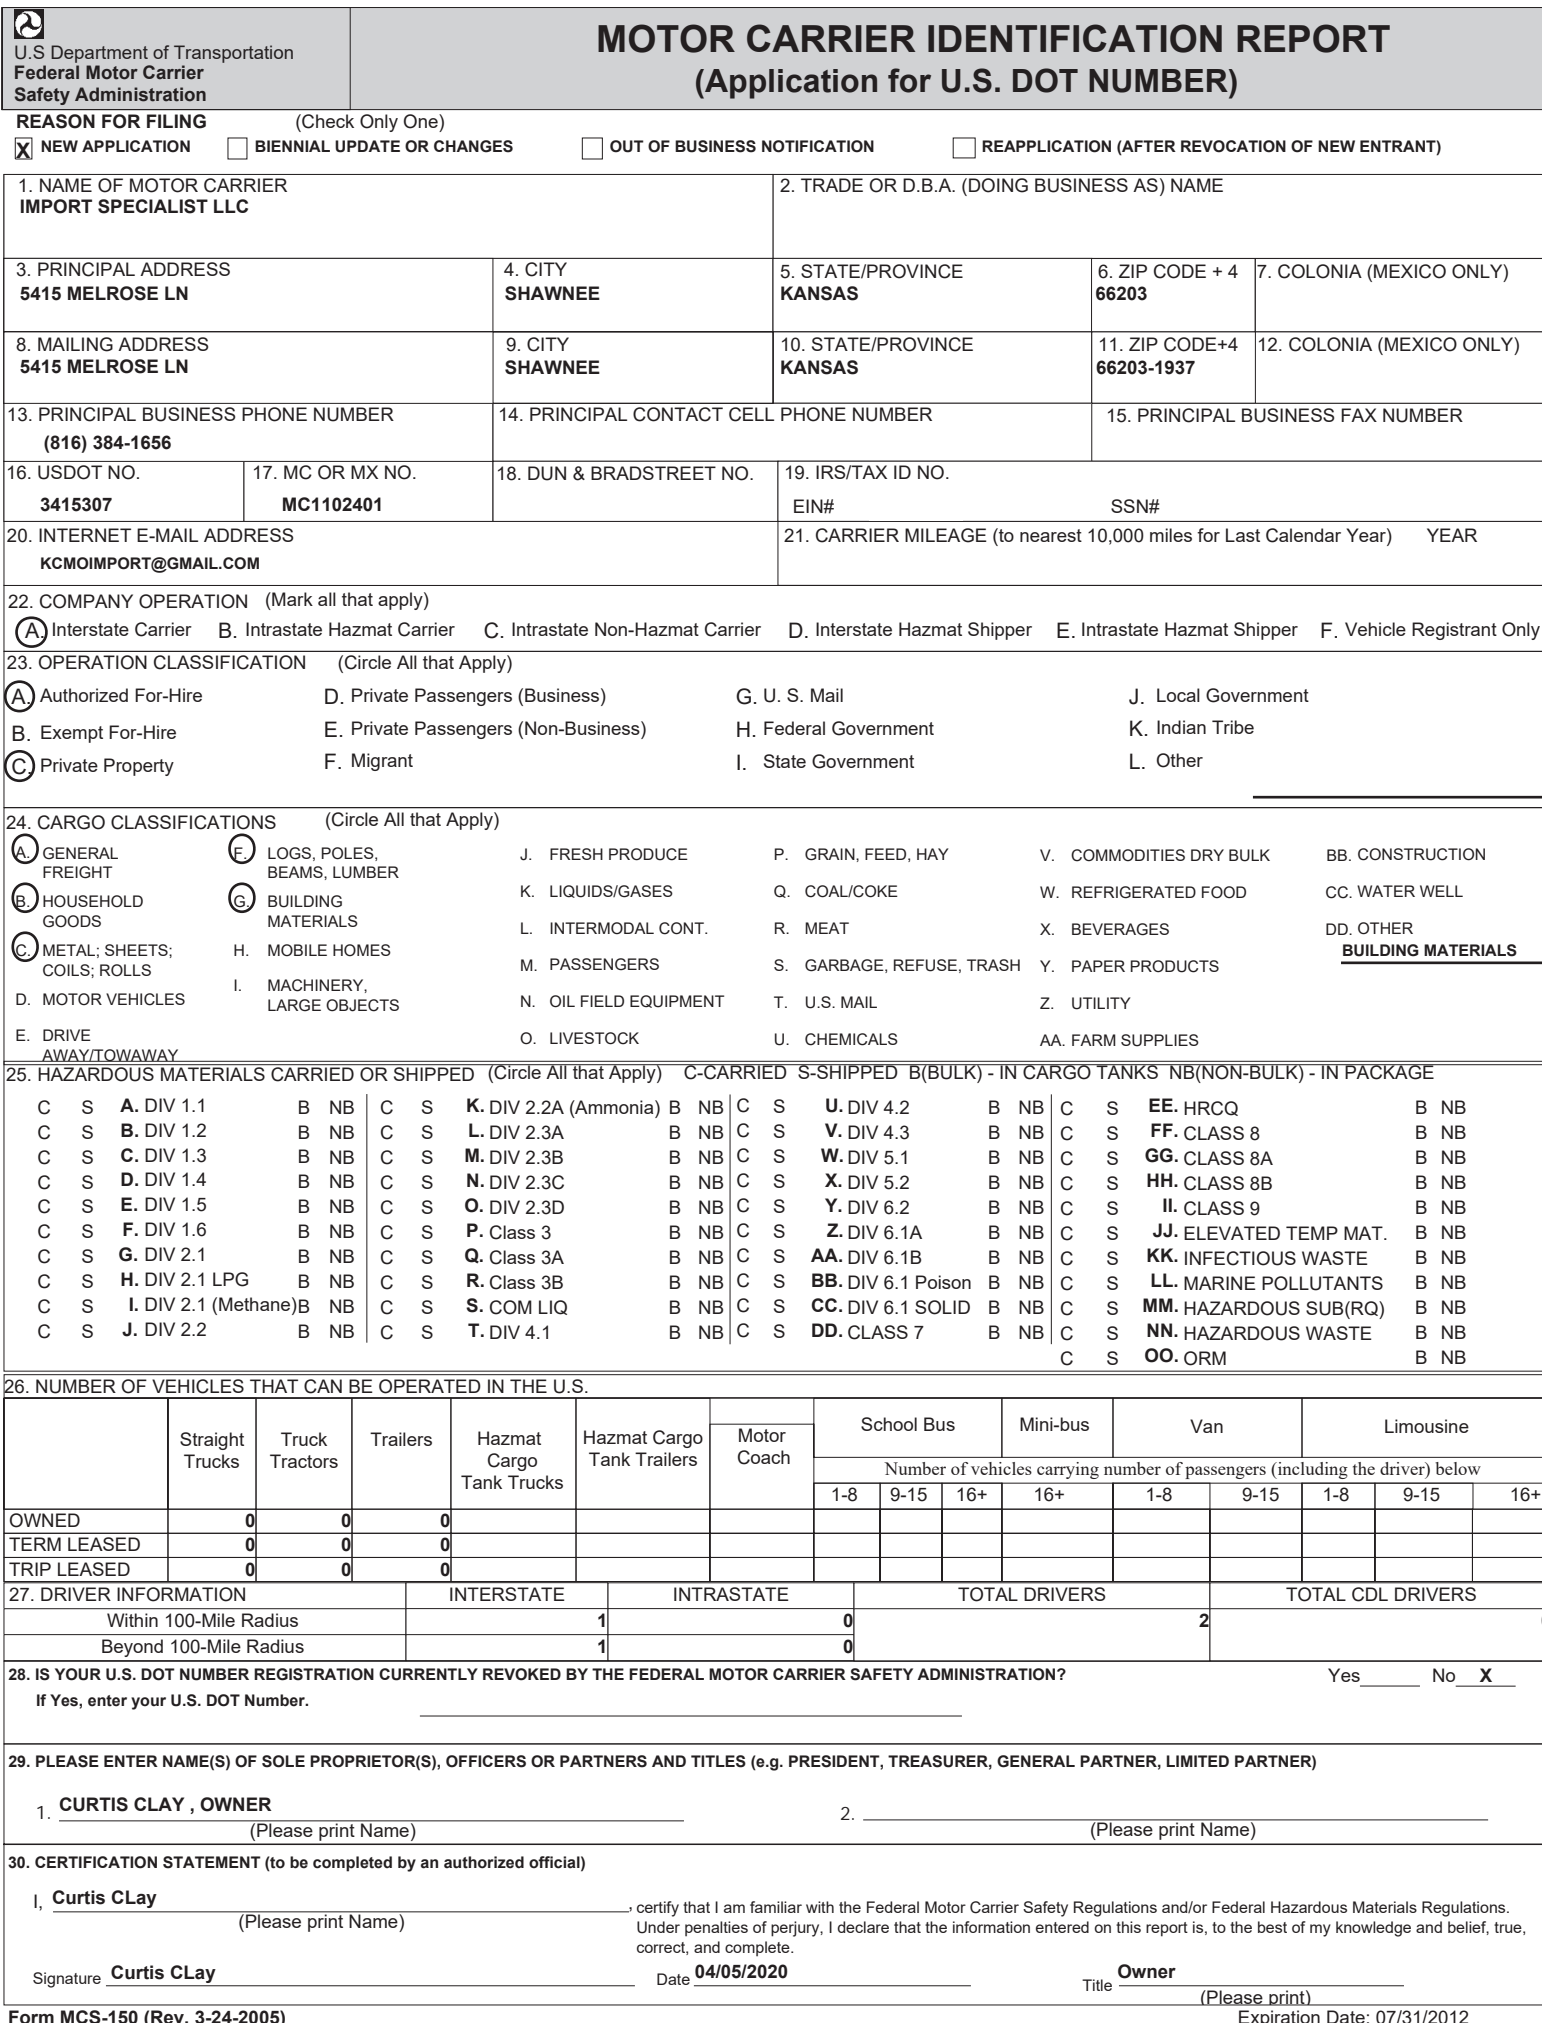 U.S Department of Transportation
Federal Motor Carrier
Safety Administration
MOTOR CARRIER IDENTIFICATION REPORT
(Application for U.S. DOT NUMBER)
REASON FOR FILING (Check Only One)
X NEW APPLICATION BIENNIAL UPDATE OR CHANGES OUT OF BUSINESS NOTIFICATION REAPPLICATION (AFTER REVOCATION OF NEW ENTRANT)
1. NAME OF MOTOR CARRIER
IMPORT SPECIALIST LLC
2. TRADE OR D.B.A. (DOING BUSINESS AS) NAME
3. PRINCIPAL ADDRESS
5415 MELROSE LN
4. CITY
SHAWNEE
5. STATE/PROVINCE
KANSAS
6. ZIP CODE + 4
66203
7. COLONIA (MEXICO ONLY)
8. MAILING ADDRESS
5415 MELROSE LN
9. CITY
SHAWNEE
10. STATE/PROVINCE
KANSAS
11. ZIP CODE+4
66203-1937
12. COLONIA (MEXICO ONLY)
13. PRINCIPAL BUSINESS PHONE NUMBER
(816) 384-1656
14. PRINCIPAL CONTACT CELL PHONE NUMBER
15. PRINCIPAL BUSINESS FAX NUMBER
16. USDOT NO.
3415307
17. MC OR MX NO.
MC1102401
18. DUN & BRADSTREET NO.
19. IRS/TAX ID NO.
EIN# SSN#
20. INTERNET E-MAIL ADDRESS
KCMOIMPORT@GMAIL.COM
21. CARRIER MILEAGE (to nearest 10,000 miles for Last Calendar Year) YEAR
22. COMPANY OPERATION (Mark all that apply)
A. Interstate Carrier B. Intrastate Hazmat Carrier C. Intrastate Non-Hazmat Carrier D. Interstate Hazmat Shipper E. Intrastate Hazmat Shipper F. Vehicle Registrant Only
23. OPERATION CLASSIFICATION (Circle All that Apply)
A. Authorized For-Hire D. Private Passengers (Business) G. U. S. Mail J. Local Government
B. Exempt For-Hire E. Private Passengers (Non-Business) H. Federal Government K. Indian Tribe
C. Private Property F. Migrant I. State Government L. Other
24. CARGO CLASSIFICATIONS (Circle All that Apply)
A. GENERAL
FREIGHT
B. HOUSEHOLD
GOODS
C. METAL; SHEETS;
COILS; ROLLS
D. MOTOR VEHICLES
E. DRIVE
AWAY/TOWAWAY
F. LOGS, POLES,
BEAMS, LUMBER
G. BUILDING
MATERIALS
H. MOBILE HOMES
I. MACHINERY,
LARGE OBJECTS
J. FRESH PRODUCE
K. LIQUIDS/GASES
L. INTERMODAL CONT.
M. PASSENGERS
N. OIL FIELD EQUIPMENT
O. LIVESTOCK
P. GRAIN, FEED, HAY
Q. COAL/COKE
R. MEAT
S. GARBAGE, REFUSE, TRASH
T. U.S. MAIL
U. CHEMICALS
V. COMMODITIES DRY BULK
W. REFRIGERATED FOOD
X. BEVERAGES
Y. PAPER PRODUCTS
Z. UTILITY
AA. FARM SUPPLIES
BB. CONSTRUCTION
CC. WATER WELL
DD. OTHER
BUILDING MATERIALS
25. HAZARDOUS MATERIALS CARRIED OR SHIPPED (Circle All that Apply) C-CARRIED S-SHIPPED B(BULK) - IN CARGO TANKS NB(NON-BULK) - IN PACKAGE
C S A. DIV 1.1 B NB C S K. DIV 2.2A (Ammonia) B NB C S U. DIV 4.2 B NB C S EE. HRCQ B NB
C S B. DIV 1.2 B NB C S L. DIV 2.3A B NB C S V. DIV 4.3 B NB C S FF. CLASS 8 B NB
C S C. DIV 1.3 B NB C S M. DIV 2.3B B NB C S W. DIV 5.1 B NB C S GG. CLASS 8A B NB
C S D. DIV 1.4 B NB C S N. DIV 2.3C B NB C S X. DIV 5.2 B NB C S HH. CLASS 8B B NB
C S E. DIV 1.5 B NB C S O. DIV 2.3D B NB C S Y. DIV 6.2 B NB C S II. CLASS 9 B NB
C S F. DIV 1.6 B NB C S P. Class 3 B NB C S Z. DIV 6.1A B NB C S JJ. ELEVATED TEMP MAT. B NB
C S G. DIV 2.1 B NB C S Q. Class 3A B NB C S AA. DIV 6.1B B NB C S KK. INFECTIOUS WASTE B NB
C S H. DIV 2.1 LPG B NB C S R. Class 3B B NB C S BB. DIV 6.1 Poison B NB C S LL. MARINE POLLUTANTS B NB
C S I. DIV 2.1 (Methane) B NB C S S. COM LIQ B NB C S CC. DIV 6.1 SOLID B NB C S MM. HAZARDOUS SUB(RQ) B NB
C S J. DIV 2.2 B NB C S T. DIV 4.1 B NB C S DD. CLASS 7 B NB C S NN. HAZARDOUS WASTE B NB
C S OO. ORM B NB
26. NUMBER OF VEHICLES THAT CAN BE OPERATED IN THE U.S.
Straight
Trucks
Truck
Tractors
Trailers
Hazmat
Cargo
Tank Trucks
Hazmat Cargo
Tank Trailers
Motor
Coach
School Bus Mini-bus Van Limousine
Number of vehicles carrying number of passengers (including the driver) below
1-8 9-15 16+ 16+ 1-8 9-15 1-8 9-15 16+
OWNED 0 0 0
TERM LEASED 0 0 0
TRIP LEASED 0 0 0
27. DRIVER INFORMATION INTERSTATE INTRASTATE TOTAL DRIVERS TOTAL CDL DRIVERS
Within 100-Mile Radius 1 0 2
Beyond 100-Mile Radius 1 0
28. IS YOUR U.S. DOT NUMBER REGISTRATION CURRENTLY REVOKED BY THE FEDERAL MOTOR CARRIER SAFETY ADMINISTRATION? Yes No X
If Yes, enter your U.S. DOT Number.
29. PLEASE ENTER NAME(S) OF SOLE PROPRIETOR(S), OFFICERS OR PARTNERS AND TITLES (e.g. PRESIDENT, TREASURER, GENERAL PARTNER, LIMITED PARTNER)
1. CURTIS CLAY , OWNER 2.
(Please print Name) (Please print Name)
30. CERTIFICATION STATEMENT (to be completed by an authorized official)
I, Curtis CLay , certify that I am familiar with the Federal Motor Carrier Safety Regulations and/or Federal Hazardous Materials Regulations.
(Please print Name) Under penalties of perjury, I declare that the information entered on this report is, to the best of my knowledge and belief, true,
correct, and complete.
Signature Curtis CLay Date 04/05/2020 Title Owner
(Please print)
Form MCS-150 (Rev. 3-24-2005) Expiration Date: 07/31/2012